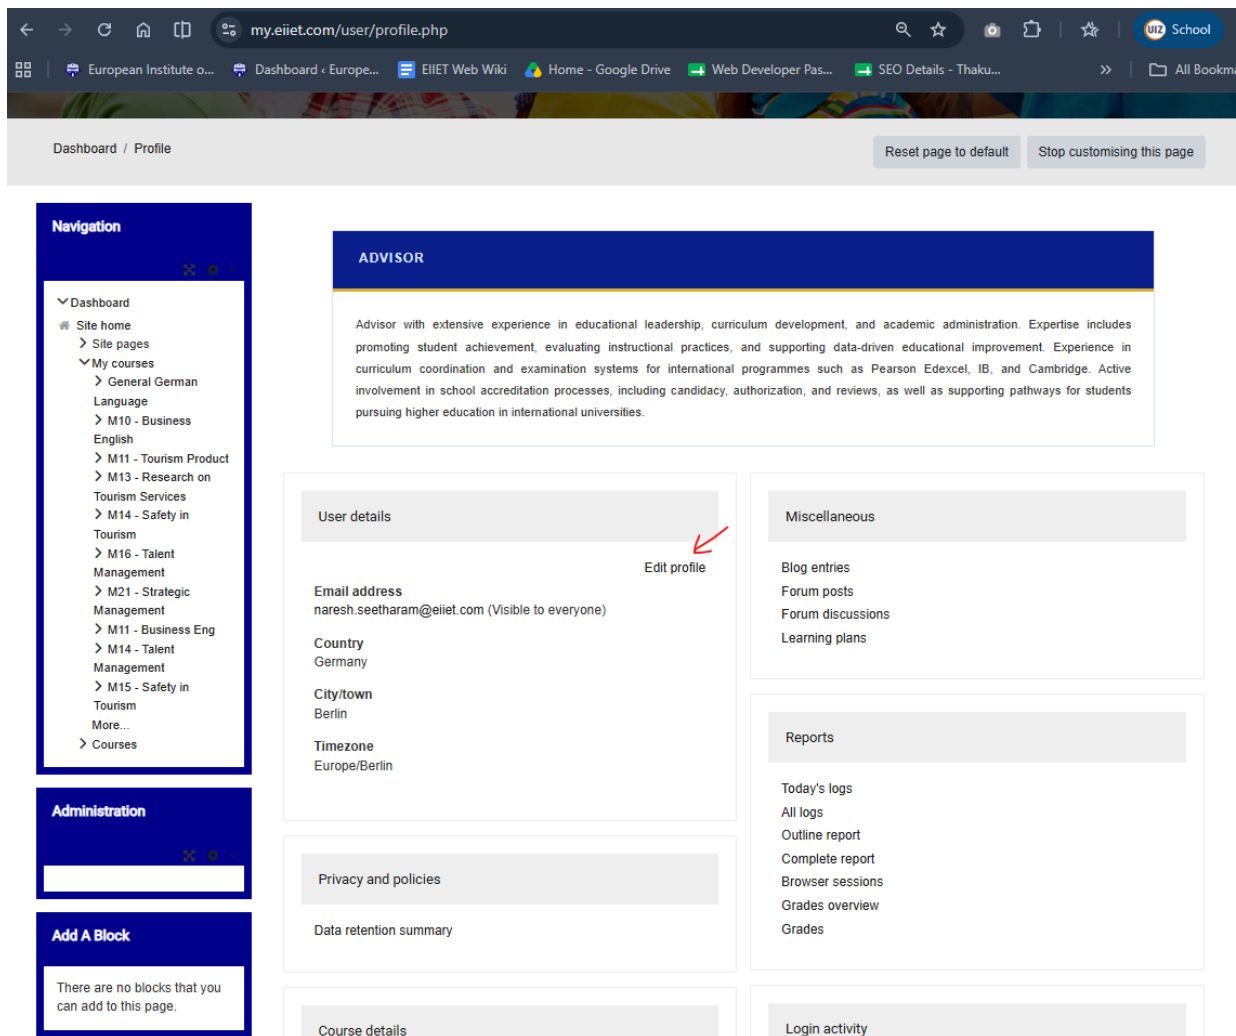 my.eiiet.com/user/profile.php
UIZ School
European Institute o...
Dashboard ‹ Europe...
EIIET Web Wiki
Home - Google Drive
Web Developer Pas...
SEO Details - Thaku...
»
All Bookma
Dashboard / Profile
Reset page to default
Stop customising this page
Navigation
Dashboard
Site home
Site pages
My courses
General German
Language
M10 - Business
English
M11 - Tourism Product
M13 - Research on
Tourism Services
M14 - Safety in
Tourism
M16 - Talent
Management
M21 - Strategic
Management
M11 - Business Eng
M14 - Talent
Management
M15 - Safety in
Tourism
More...
Courses
Administration
Add A Block
There are no blocks that you
can add to this page.
ADVISOR
Advisor with extensive experience in educational leadership, curriculum development, and academic administration. Expertise includes
promoting student achievement, evaluating instructional practices, and supporting data-driven educational improvement. Experience in
curriculum coordination and examination systems for international programmes such as Pearson Edexcel, IB, and Cambridge. Active
involvement in school accreditation processes, including candidacy, authorization, and reviews, as well as supporting pathways for students
pursuing higher education in international universities.
User details
Edit profile
Email address
naresh.seetharam@eiiet.com (Visible to everyone)
Country
Germany
City/town
Berlin
Timezone
Europe/Berlin
Privacy and policies
Data retention summary
Course details
Miscellaneous
Blog entries
Forum posts
Forum discussions
Learning plans
Reports
Today's logs
All logs
Outline report
Complete report
Browser sessions
Grades overview
Grades
Login activity